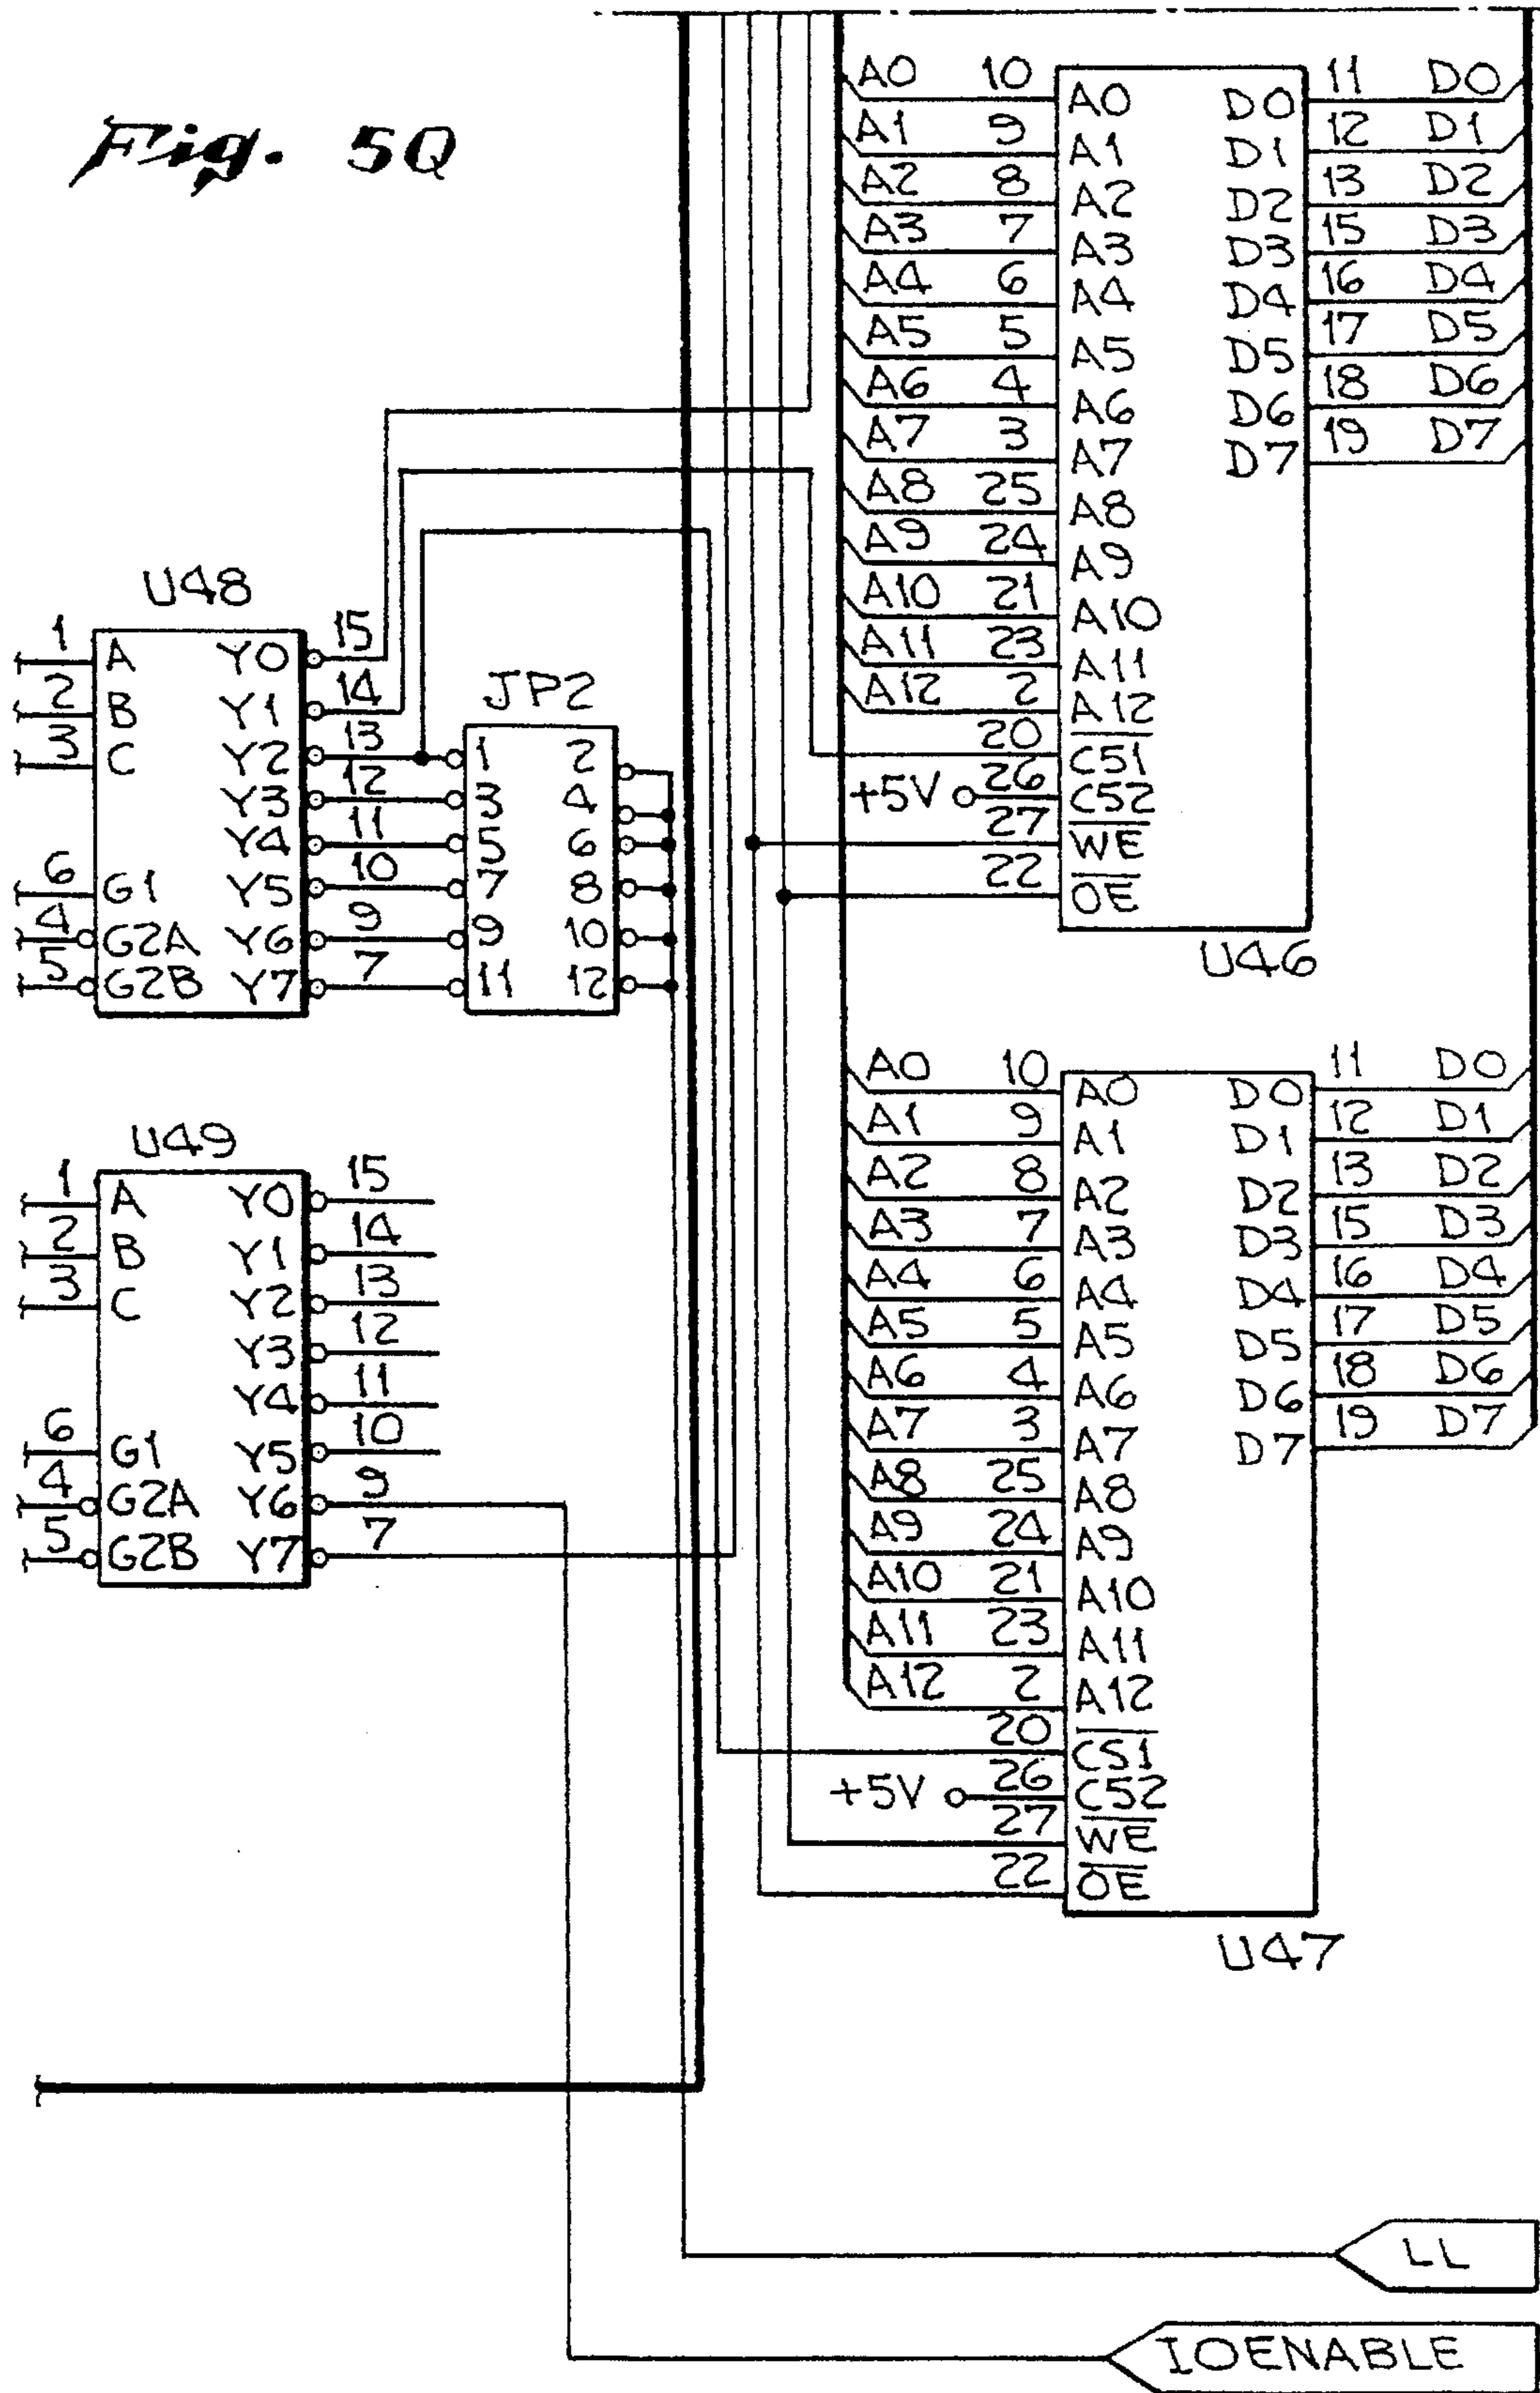 Fig. 5Q
A0 10 A0 D0 11 D0
A1 9 A1 D1 12 D1
A2 8 A2 D2 13 D2
A3 7 A3 D3 15 D3
A4 6 A4 D4 16 D4
A5 5 A5 D5 17 D5
A6 4 A6 D6 18 D6
A7 3 A7 D7 19 D7
A8 25 A8
A9 24 A9
A10 21 A10
A11 23 A11
A12 2 A12
20 CS1
+5V 26 CS2
27 WE
22 OE
U46
U48
1 A Y0 15
2 B Y1 14
3 C Y2 13
Y3 12
Y4 11
6 G1 Y5 10
4 G2A Y6 9
5 G2B Y7 7
JP2
1 2
3 4
5 6
7 8
9 10
11 12
U49
1 A Y0 15
2 B Y1 14
3 C Y2 13
Y3 12
Y4 11
6 G1 Y5 10
4 G2A Y6 9
5 G2B Y7 7
A0 10 A0 D0 11 D0
A1 9 A1 D1 12 D1
A2 8 A2 D2 13 D2
A3 7 A3 D3 15 D3
A4 6 A4 D4 16 D4
A5 5 A5 D5 17 D5
A6 4 A6 D6 18 D6
A7 3 A7 D7 19 D7
A8 25 A8
A9 24 A9
A10 21 A10
A11 23 A11
A12 2 A12
20 CS1
+5V 26 CS2
27 WE
22 OE
U47
LL
IOENABLE